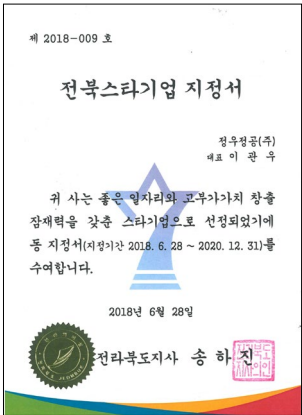 제 2018-009 호
전북스타기업 지정서
정우정공(주)
대표 이 관 우
귀 사는 좋은 일자리와 고부가가치 창출
잠재력을 갖춘 스타기업으로 선정되었기에
동 지정서(지정기간 2018. 6. 28 ~ 2020. 12. 31)를
수여합니다.
2018년 6월 28일
전라북도지사 송 하 진